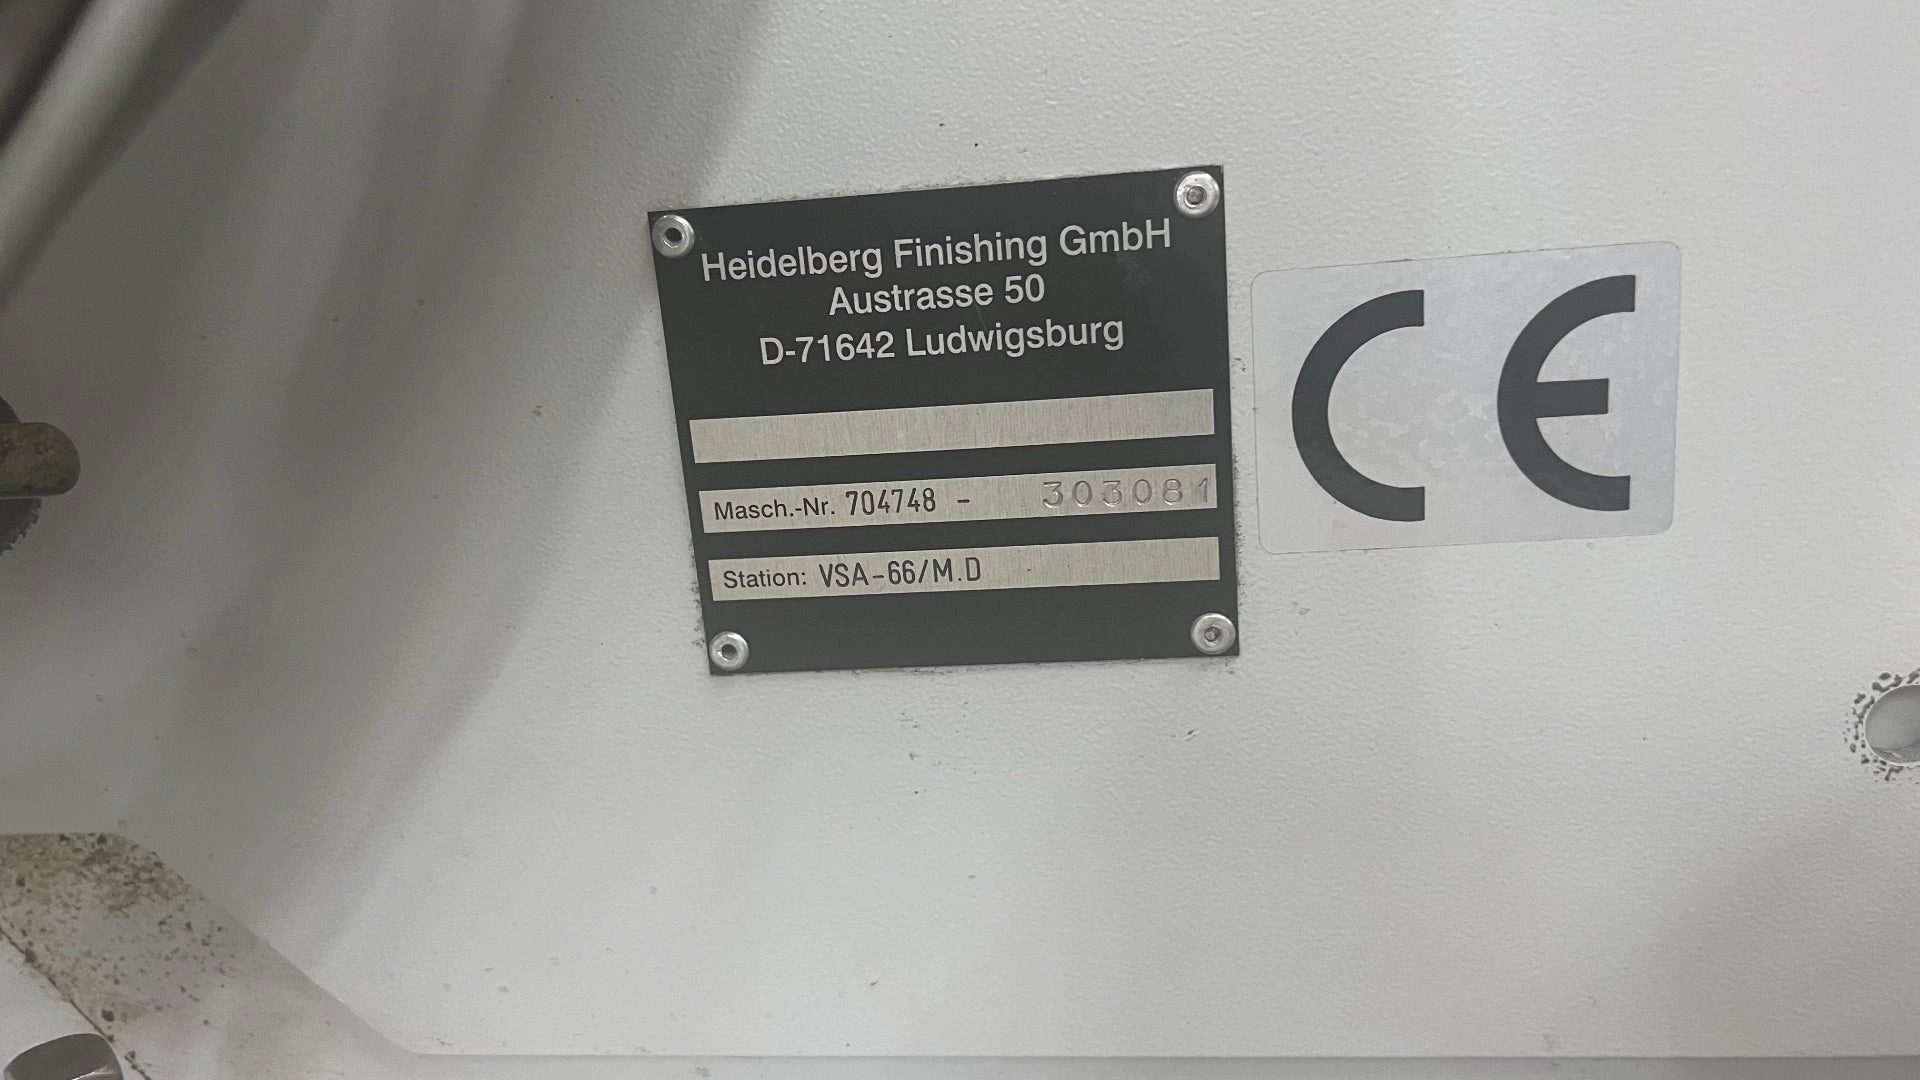 Heidelberg Finishing GmbH
Austrasse 50
D-71642 Ludwigsburg
Masch.-Nr. 704748 - 303081
Station: VSA-66/M.D
CE